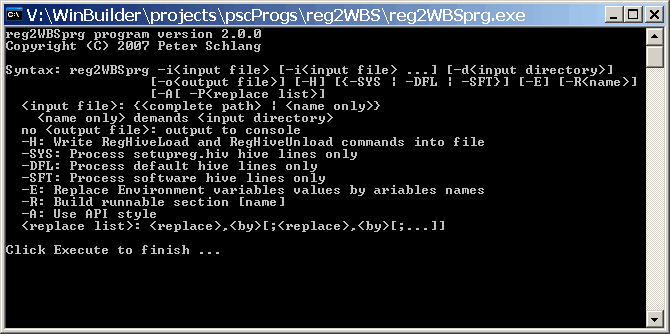 V:\WinBuilder\projects\pscProgs\reg2WBS\reg2WBSprg.exe
reg2WBSprg program version 2.0.0
Copyright (C) 2007 Peter Schlang
Syntax: reg2WBSprg -i<input file> [-i<input file> ...] [-d<input directory>]
[-o<output file>] [-H] [{-SYS ¦ -DFL ¦ -SFT}] [-E] [-R<name>]
[-A[ -P<replace list>]
<input file>: {<complete path> ¦ <name only>}
<name only> demands <input directory>
no <output file>: output to console
-H: Write RegHiveLoad and RegHiveUnload commands into file
-SYS: Process setupreg.hiv hive lines only
-DFL: Process default hive lines only
-SFT: Process software hive lines only
-E: Replace Environment variables values by ariables names
-R: Build runnable section [name]
-A: Use API style
<replace list>: <replace>,<by>[;<replace>,<by>[;...]]
Click Execute to finish ...